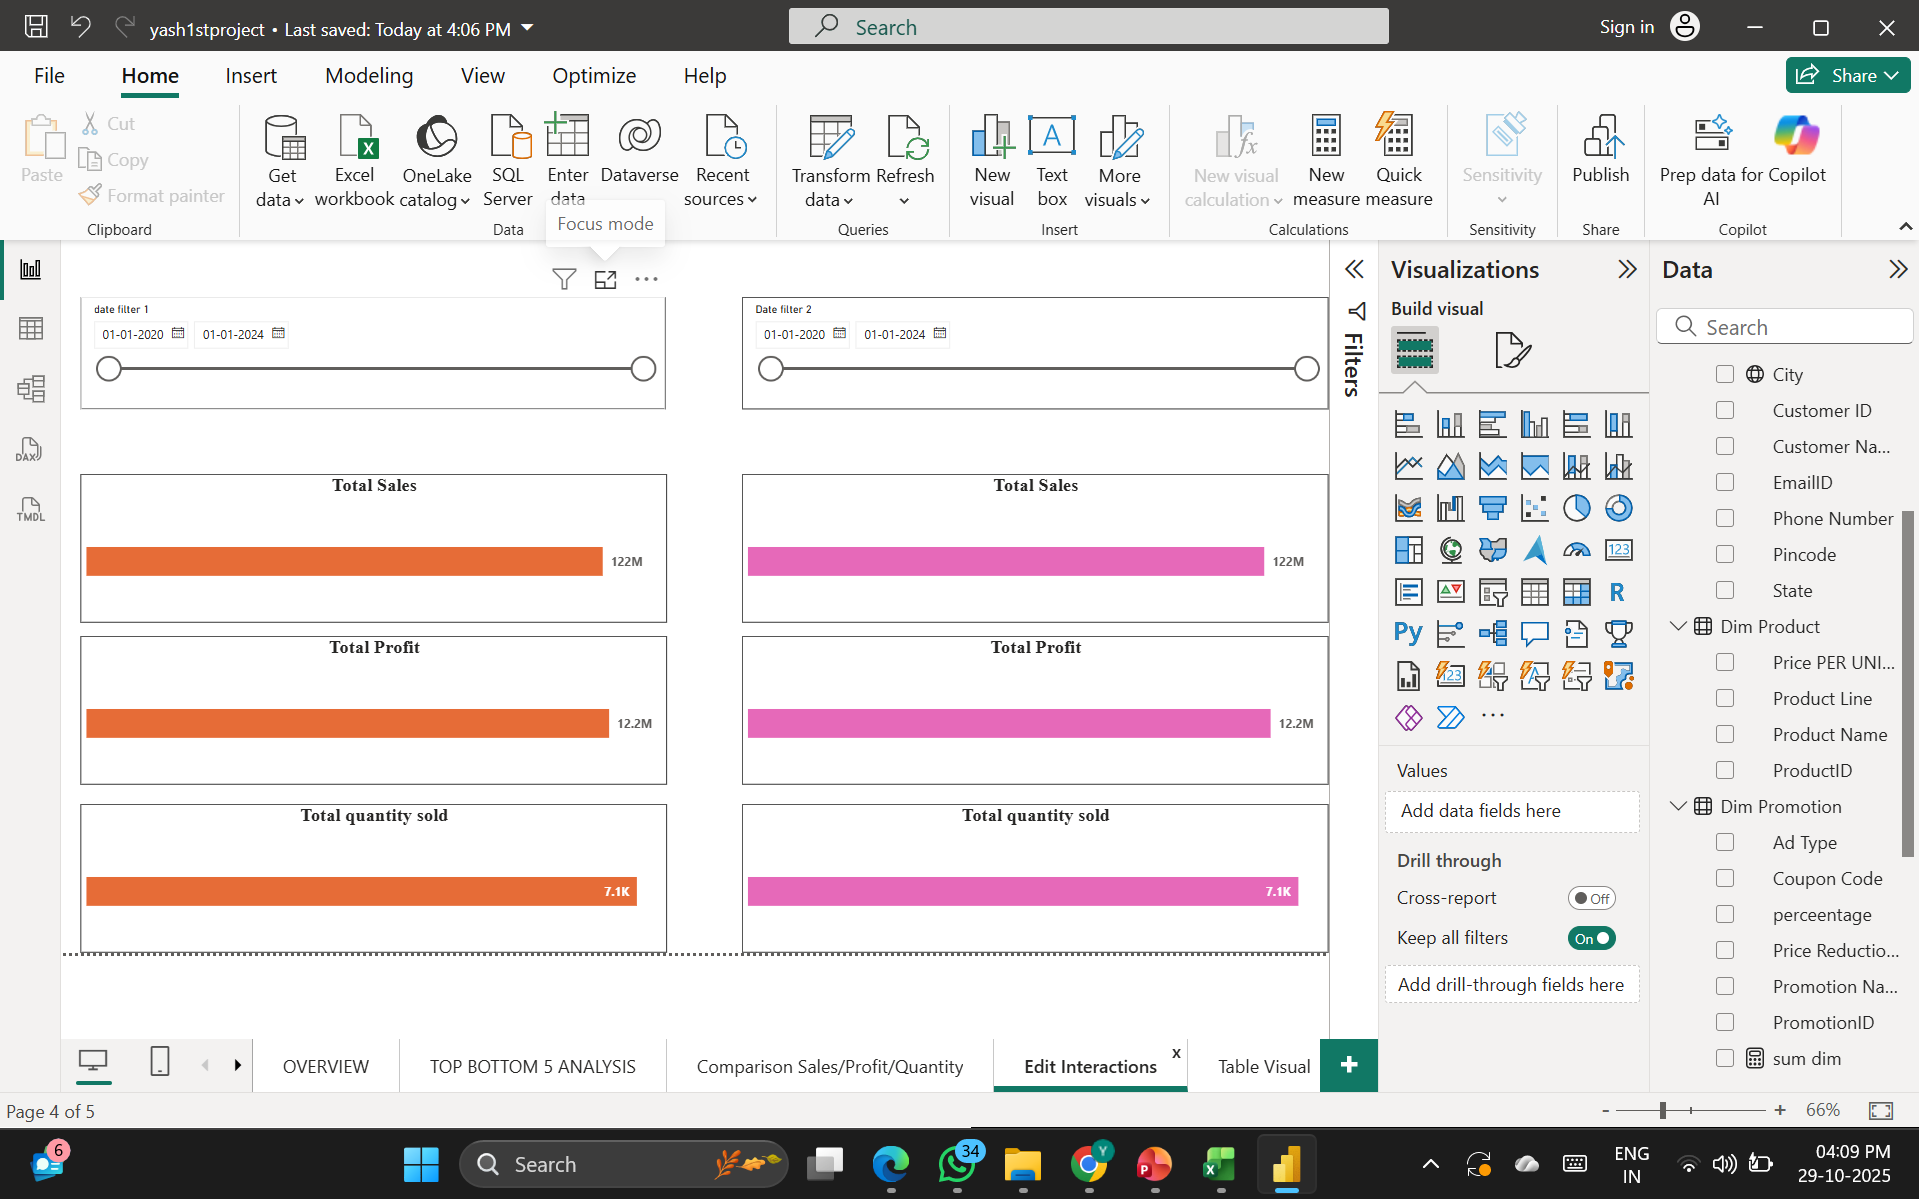 yash1stproject • Last saved: Today at 4:06 PM
Search
Sign in
File
Home
Insert
Modeling
View
Optimize
Help
Share
Paste
Cut
Copy
Format painter
Clipboard
Get data
Excel workbook
OneLake catalog
SQL Server
Enter data
Dataverse
Recent sources
Data
Transform data
Refresh
Queries
New visual
Text box
More visuals
Insert
New visual calculation
New measure
Quick measure
Calculations
Sensitivity
Sensitivity
Publish
Share
Prep data for AI
Copilot
Copilot
Focus mode
date filter 1
01-01-2020
01-01-2024
Date filter 2
01-01-2020
01-01-2024
Total Sales
122M
Total Sales
122M
Total Profit
12.2M
Total Profit
12.2M
Total quantity sold
7.1K
Total quantity sold
7.1K
DAX
TMDL
Filters
Visualizations
Build visual
123
R
Py
123
Values
Add data fields here
Drill through
Cross-report
Off
Keep all filters
On
Add drill-through fields here
Data
Search
City
Customer ID
Customer Na...
EmailID
Phone Number
Pincode
State
Dim Product
Price PER UNI...
Product Line
Product Name
ProductID
Dim Promotion
Ad Type
Coupon Code
perceentage
Price Reductio...
Promotion Na...
PromotionID
sum dim
OVERVIEW
TOP BOTTOM 5 ANALYSIS
Comparison Sales/Profit/Quantity
Edit Interactions
x
Table Visual
+
Page 4 of 5
- +
66%
6
Search
34
Y
P
X
ENG
IN
04:09 PM
29-10-2025